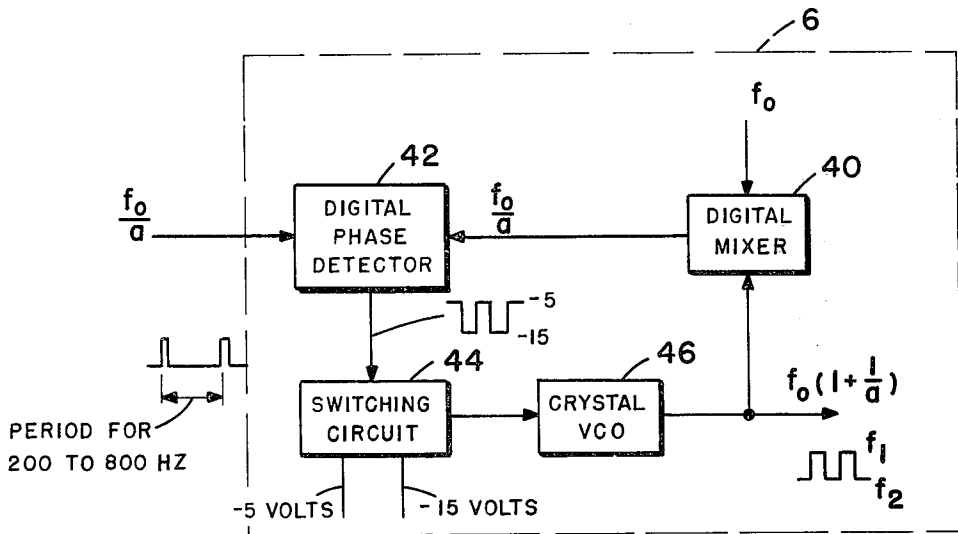 6
f₀
42
40
f₀/a
DIGITAL
PHASE
DETECTOR
f₀/a
DIGITAL
MIXER
-5
-15
44
46
f₀(1+1/a)
SWITCHING
CIRCUIT
CRYSTAL
VCO
PERIOD FOR
200 TO 800 HZ
f₁
f₂
-5 VOLTS
-15 VOLTS